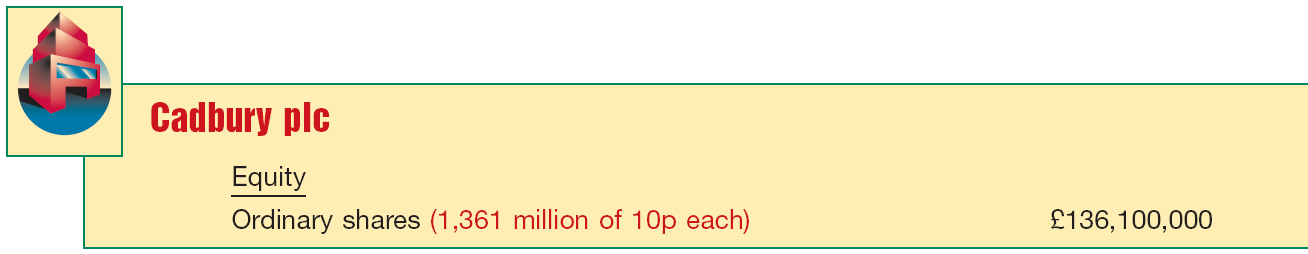 Cadbury plc
Equity
Ordinary shares (1,361 million of 10p each) £136,100,000